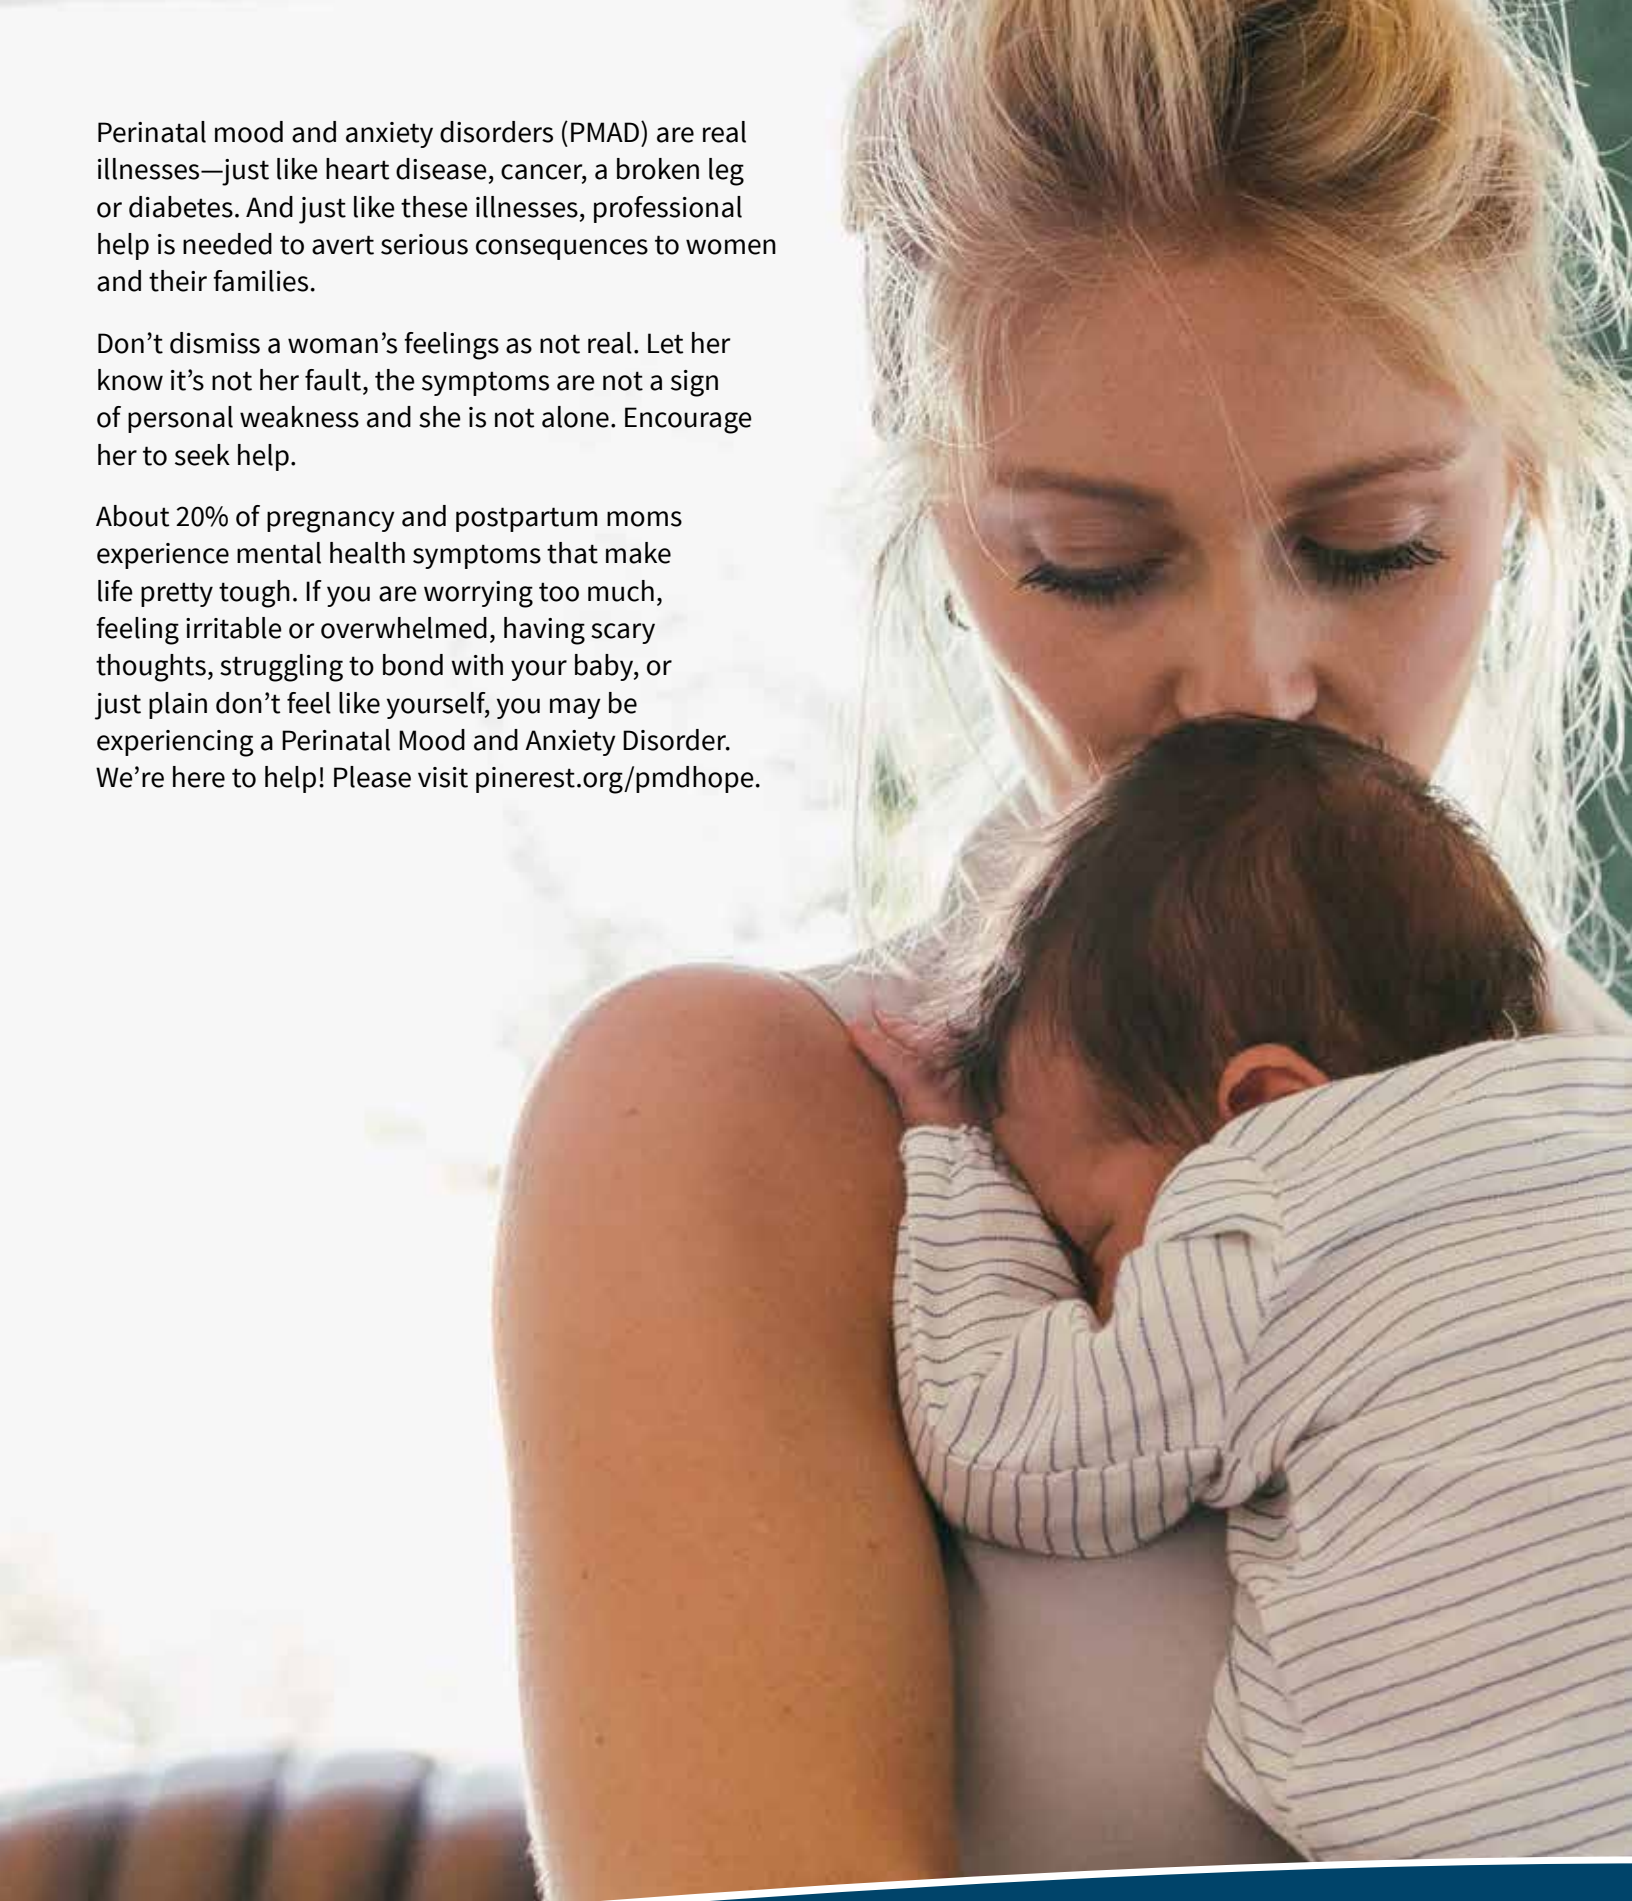 Perinatal mood and anxiety disorders (PMAD) are real
illnesses—just like heart disease, cancer, a broken leg
or diabetes. And just like these illnesses, professional
help is needed to avert serious consequences to women
and their families.
Don’t dismiss a woman’s feelings as not real. Let her
know it’s not her fault, the symptoms are not a sign
of personal weakness and she is not alone. Encourage
her to seek help.
About 20% of pregnancy and postpartum moms
experience mental health symptoms that make
life pretty tough. If you are worrying too much,
feeling irritable or overwhelmed, having scary
thoughts, struggling to bond with your baby, or
just plain don’t feel like yourself, you may be
experiencing a Perinatal Mood and Anxiety Disorder.
We’re here to help! Please visit pinerest.org/pmdhope.